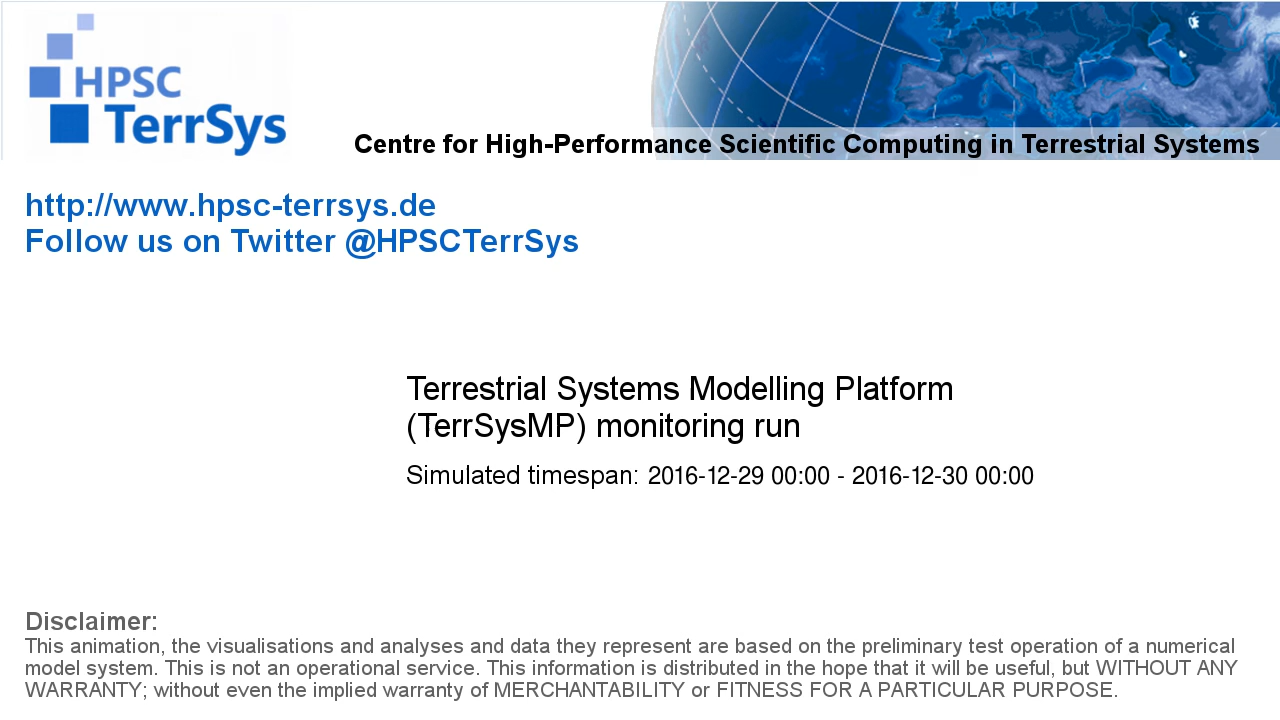 HPSC
TerrSys
Centre for High-Performance Scientific Computing in Terrestrial Systems
http://www.hpsc-terrsys.de
Follow us on Twitter @HPSCTerrSys
Terrestrial Systems Modelling Platform
(TerrSysMP) monitoring run
Simulated timespan: 2016-12-29 00:00 - 2016-12-30 00:00
Disclaimer:
This animation, the visualisations and analyses and data they represent are based on the preliminary test operation of a numerical
model system. This is not an operational service. This information is distributed in the hope that it will be useful, but WITHOUT ANY
WARRANTY; without even the implied warranty of MERCHANTABILITY or FITNESS FOR A PARTICULAR PURPOSE.